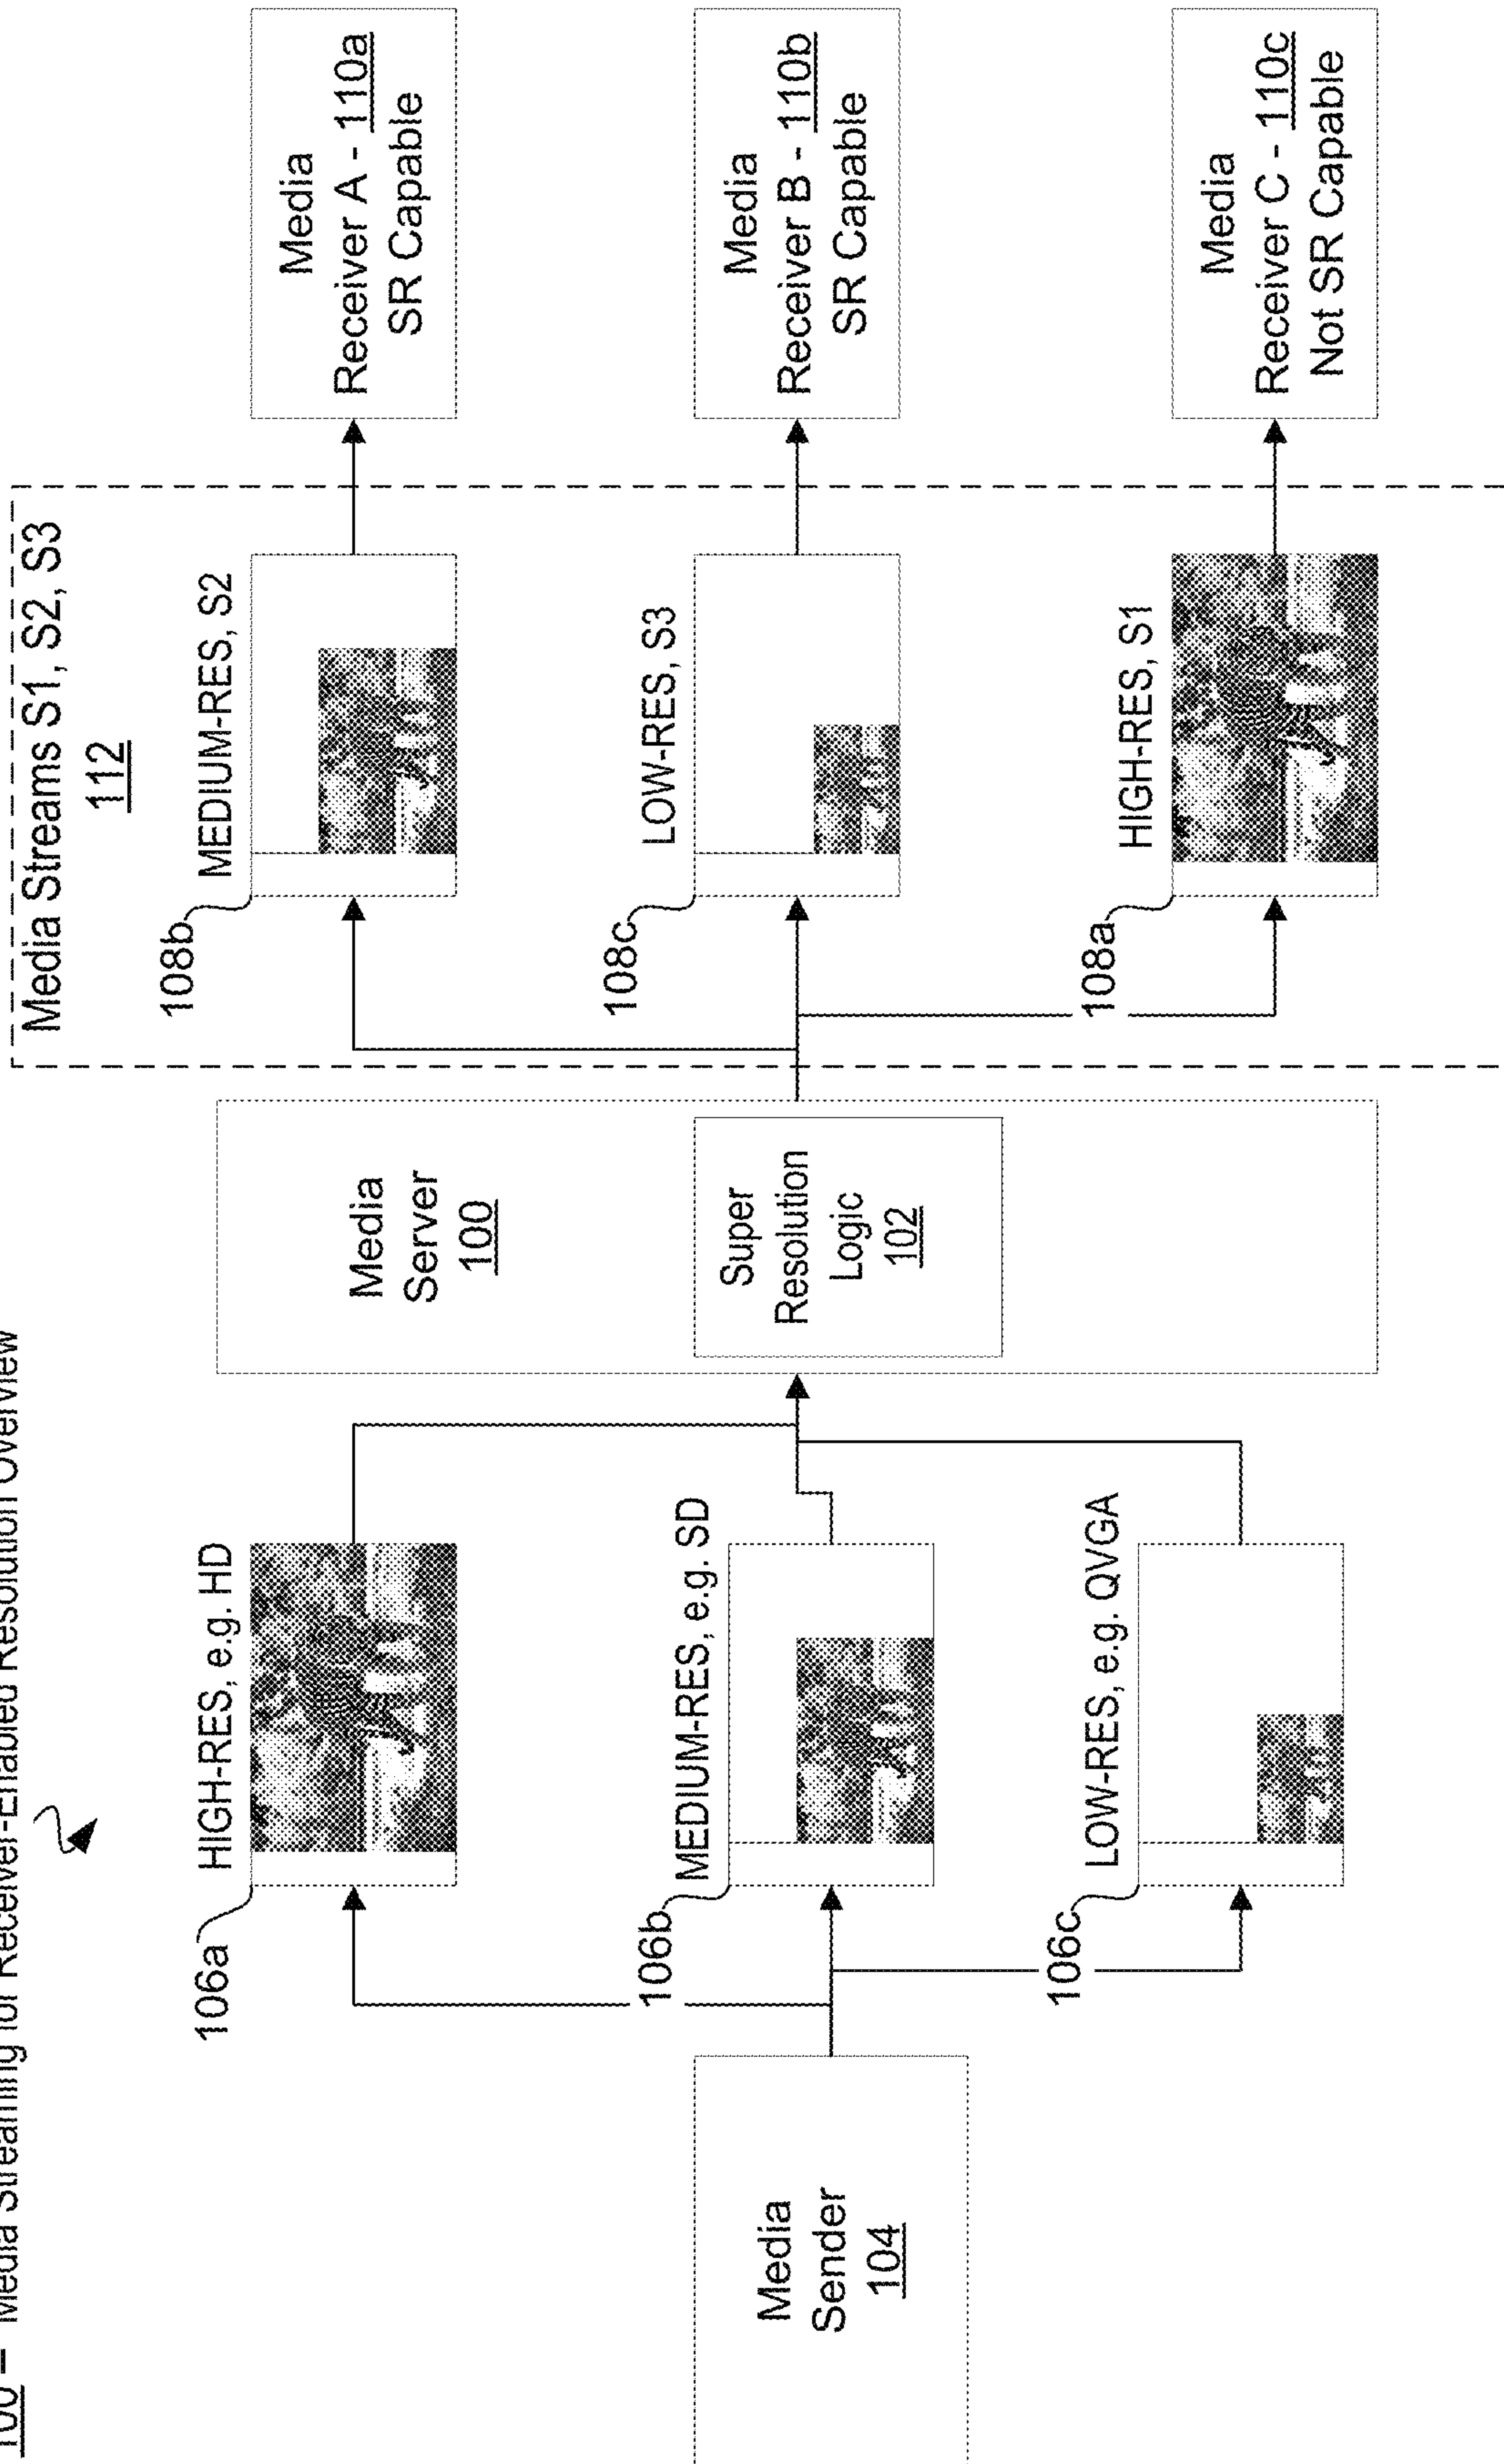 100 - Media Streaming for Receiver-Enabled Resolution Overview
Media
Sender
104
106a
HIGH-RES, e.g. HD
106b
MEDIUM-RES, e.g. SD
106c
LOW-RES, e.g. QVGA
Media
Server
100
Super
Resolution
Logic
102
Media Streams S1, S2, S3
112
108b
MEDIUM-RES, S2
108c
LOW-RES, S3
108a
HIGH-RES, S1
Media
Receiver A - 110a
SR Capable
Media
Receiver B - 110b
SR Capable
Media
Receiver C - 110c
Not SR Capable